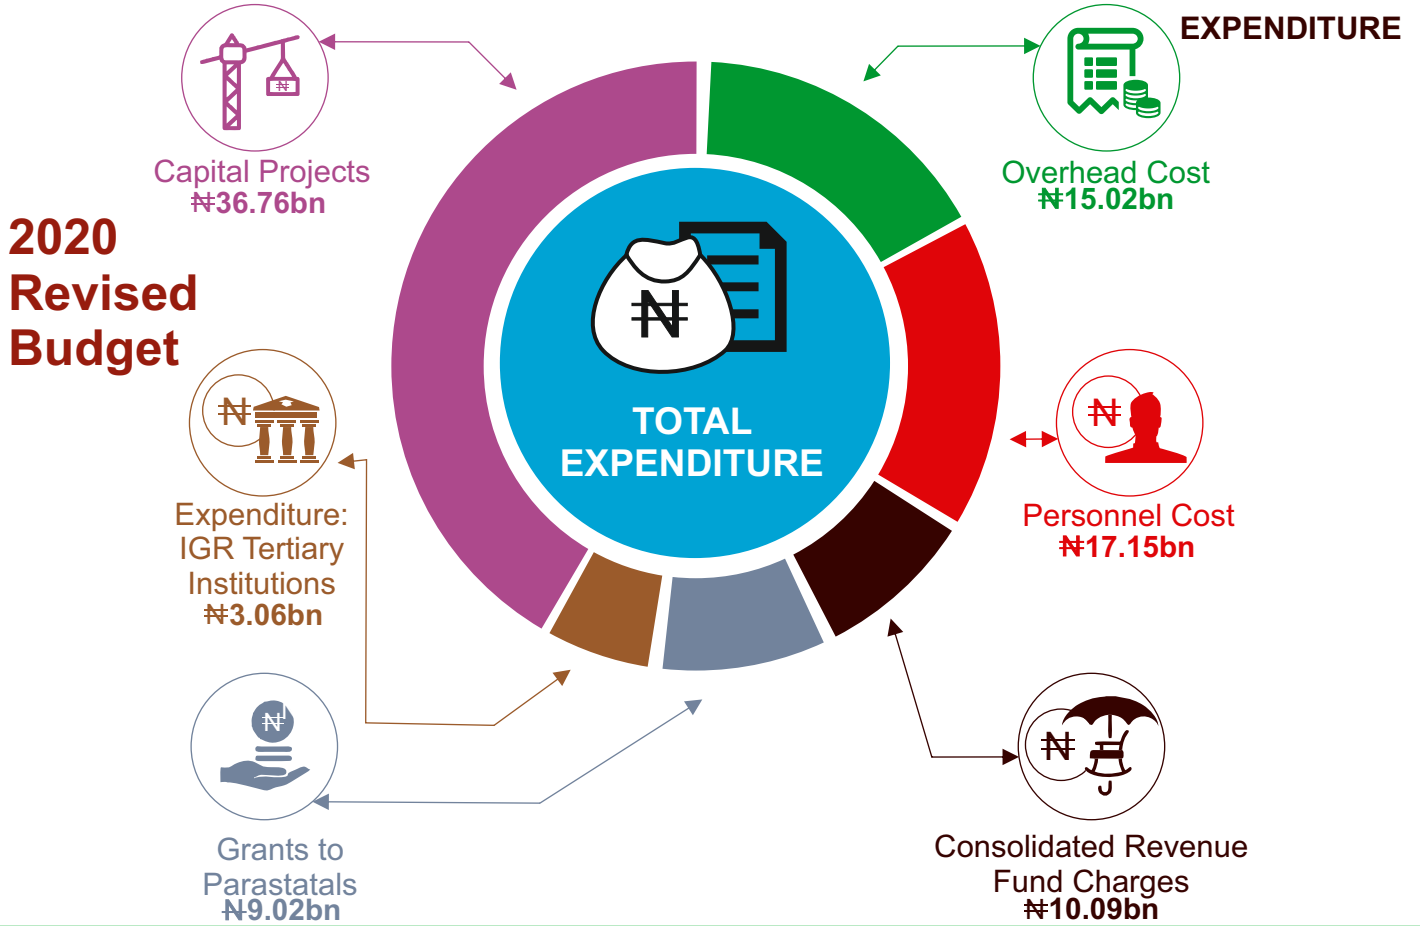 EXPENDITURE
Capital Projects
₦36.76bn
Overhead Cost
₦15.02bn
2020
Revised
Budget
₦
₦
TOTAL
EXPENDITURE
₦
Expenditure:
IGR Tertiary
Institutions
₦3.06bn
₦
Personnel Cost
₦17.15bn
₦
Grants to
Parastatals
₦9.02bn
₦
Consolidated Revenue
Fund Charges
₦10.09bn